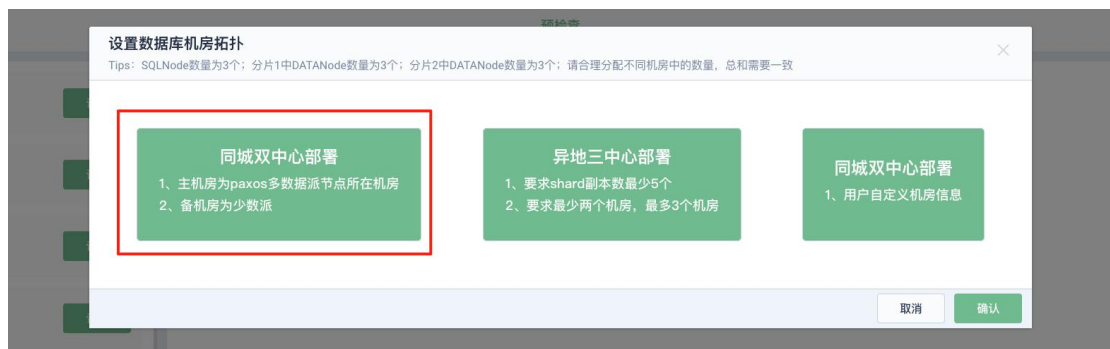 预检查
设置数据库机房拓扑
Tips：SQLNode数量为3个；分片1中DATANode数量为3个；分片2中DATANode数量为3个；请合理分配不同机房中的数量，总和需要一致
同城双中心部署
1、主机房为paxos多数据派节点所在机房
2、备机房为少数派
异地三中心部署
1、要求shard副本数最少5个
2、要求最少两个机房，最多3个机房
同城双中心部署
1、用户自定义机房信息
取消
确认